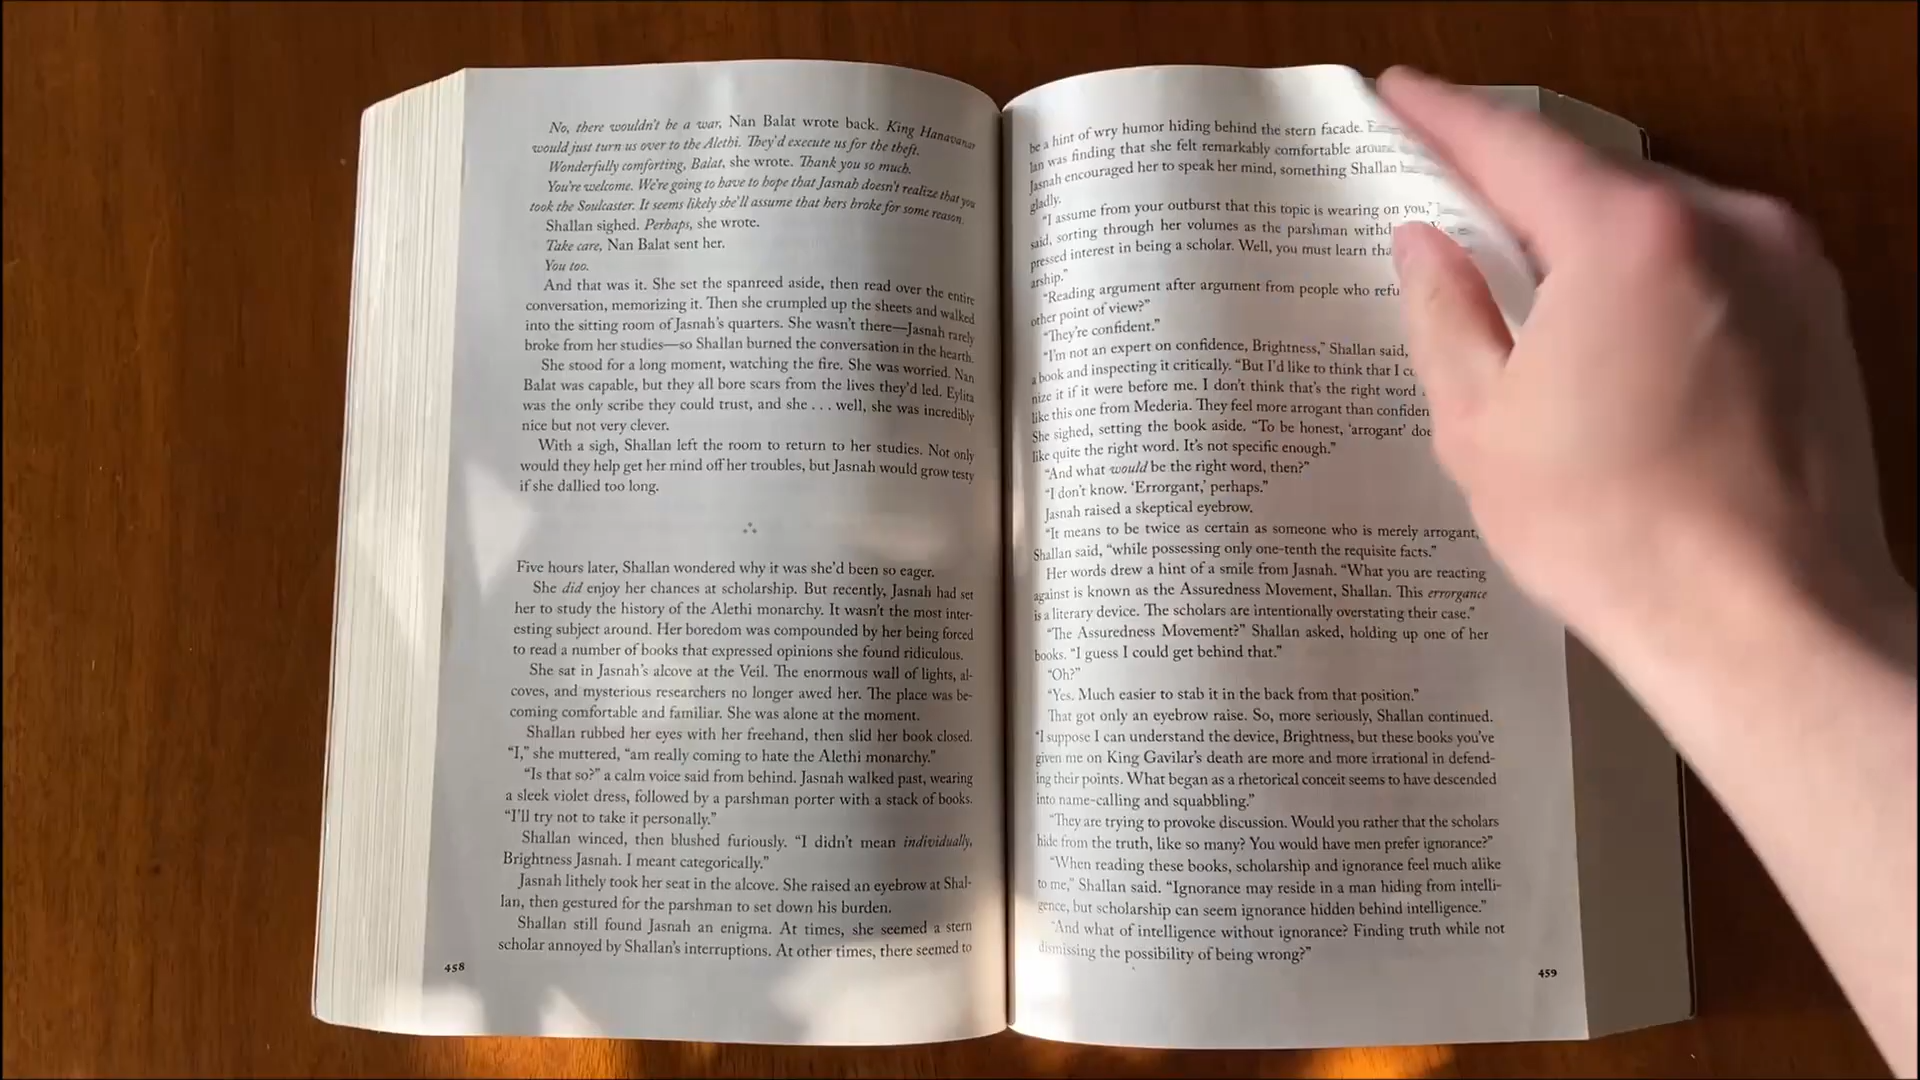 No, there wouldn't be a war, Nan Balat wrote back. King Hanavanar
would just turn us over to the Alethi. They'd execute us for the theft.
Wonderfully comforting, Balat, she wrote. Thank you so much.
You're welcome. We're going to have to hope that Jasnah doesn't realize that you
took the Soulcaster. It seems likely she'll assume that hers broke for some reason.
Shallan sighed. Perhaps, she wrote.
Take care, Nan Balat sent her.
You too.
And that was it. She set the spanreed aside, then read over the entire
conversation, memorizing it. Then she crumpled up the sheets and walked
into the sitting room of Jasnah's quarters. She wasn't there—Jasnah rarely
broke from her studies—so Shallan burned the conversation in the hearth.
She stood for a long moment, watching the fire. She was worried. Nan
Balat was capable, but they all bore scars from the lives they'd led. Eylita
was the only scribe they could trust, and she . . . well, she was incredibly
nice but not very clever.
With a sigh, Shallan left the room to return to her studies. Not only
would they help get her mind off her troubles, but Jasnah would grow testy
if she dallied too long.
Five hours later, Shallan wondered why it was she'd been so eager.
She did enjoy her chances at scholarship. But recently, Jasnah had set
her to study the history of the Alethi monarchy. It wasn't the most inter-
esting subject around. Her boredom was compounded by her being forced
to read a number of books that expressed opinions she found ridiculous.
She sat in Jasnah's alcove at the Veil. The enormous wall of lights, al-
coves, and mysterious researchers no longer awed her. The place was be-
coming comfortable and familiar. She was alone at the moment.
Shallan rubbed her eyes with her freehand, then slid her book closed.
“I,” she muttered, “am really coming to hate the Alethi monarchy.”
“Is that so?” a calm voice said from behind. Jasnah walked past, wearing
a sleek violet dress, followed by a parshman porter with a stack of books.
“I'll try not to take it personally.”
Shallan winced, then blushed furiously. “I didn't mean individually,
Brightness Jasnah. I meant categorically.”
Jasnah lithely took her seat in the alcove. She raised an eyebrow at Shal-
lan, then gestured for the parshman to set down his burden.
Shallan still found Jasnah an enigma. At times, she seemed a stern
scholar annoyed by Shallan's interruptions. At other times, there seemed to
458
be a hint of wry humor hiding behind the stern facade.
lan was finding that she felt remarkably comfortable around
Jasnah encouraged her to speak her mind, something Shallan
gladly.
“I assume from your outburst that this topic is wearing on you,”
said, sorting through her volumes as the parshman
pressed interest in being a scholar. Well, you must learn
arship.”
“Reading argument after argument from people who
other point of view?”
“They're confident.”
“I'm not an expert on confidence, Brightness,” Shallan said,
a book and inspecting it critically. “But I'd like to think that I
nize it if it were before me. I don't think that's the right word
like this one from Mederia. They feel more arrogant than
She sighed, setting the book aside. “To be honest, ‘arrogant’
like quite the right word. It's not specific enough.”
“And what would be the right word, then?”
“I don't know. ‘Errorgant,’ perhaps.”
Jasnah raised a skeptical eyebrow.
“It means to be twice as certain as someone who is merely arrogant,
Shallan said, “while possessing only one-tenth the requisite facts.”
Her words drew a hint of a smile from Jasnah. “What you are reacting
against is known as the Assuredness Movement, Shallan. This errorgance
is a literary device. The scholars are intentionally overstating their case.”
“The Assuredness Movement?” Shallan asked, holding up one of her
books. “I guess I could get behind that.”
“Oh?”
“Yes. Much easier to stab it in the back from that position.”
That got only an eyebrow raise. So, more seriously, Shallan continued.
“I suppose I can understand the device, Brightness, but these books you've
given me on King Gavilar's death are more and more irrational in defend-
ing their points. What began as a rhetorical conceit seems to have descended
into name-calling and squabbling.”
“They are trying to provoke discussion. Would you rather that the scholars
hide from the truth, like so many? You would have men prefer ignorance?”
“When reading these books, scholarship and ignorance feel much alike
to me,” Shallan said. “Ignorance may reside in a man hiding from intelli-
gence, but scholarship can seem ignorance hidden behind intelligence.”
“And what of intelligence without ignorance? Finding truth while not
dismissing the possibility of being wrong?”
459